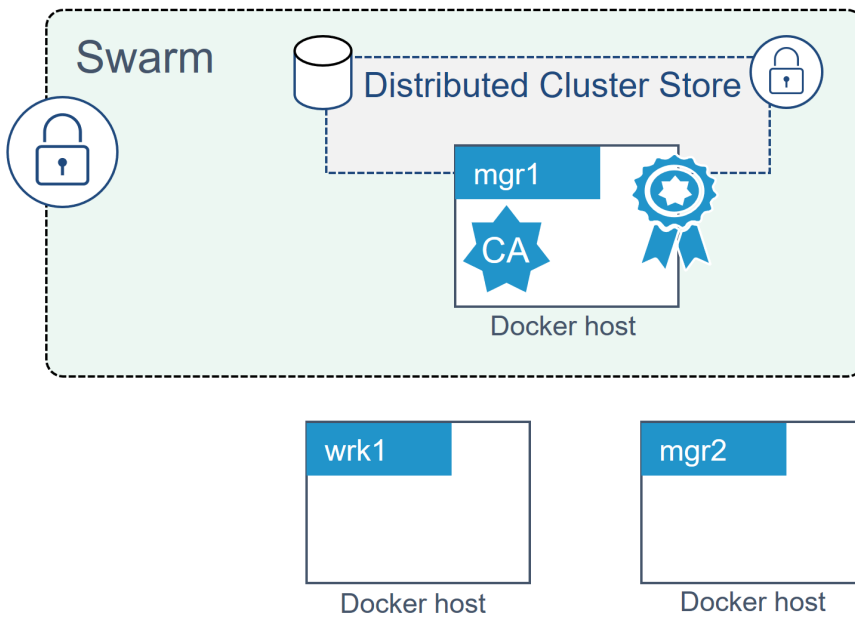 Swarm
Distributed Cluster Store
mgr1
CA
Docker host
wrk1
mgr2
Docker host
Docker host